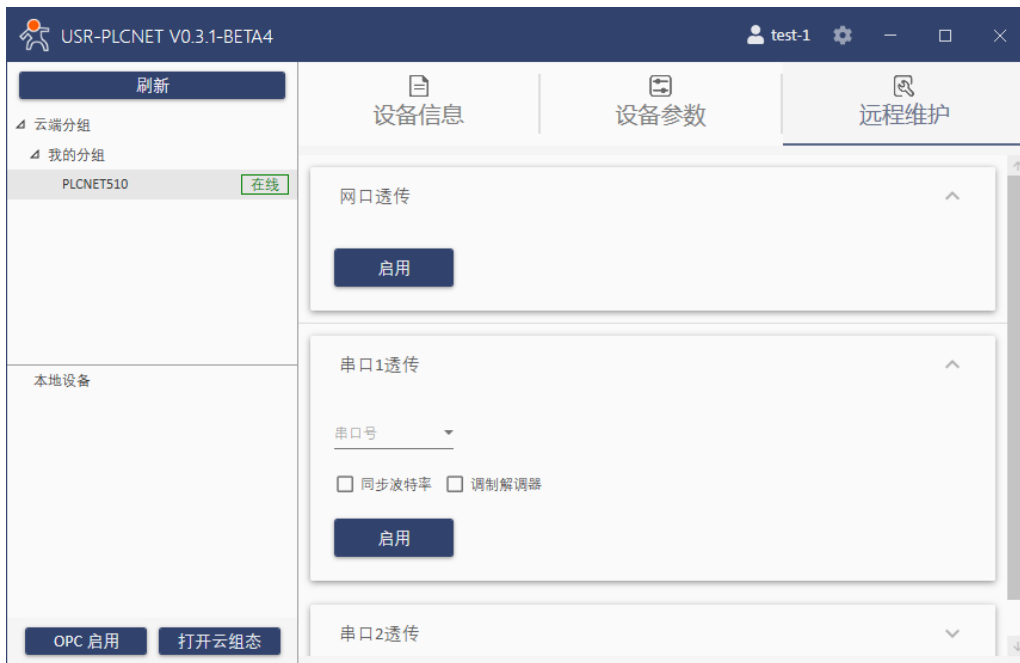 USR-PLCNET V0.3.1-BETA4
test-1
刷新
云端分组
我的分组
PLCNET510 在线
本地设备
OPC 启用 打开云组态
设备信息 设备参数 远程维护
网口透传
启用
串口1透传
串口号
同步波特率 调制解调器
启用
串口2透传